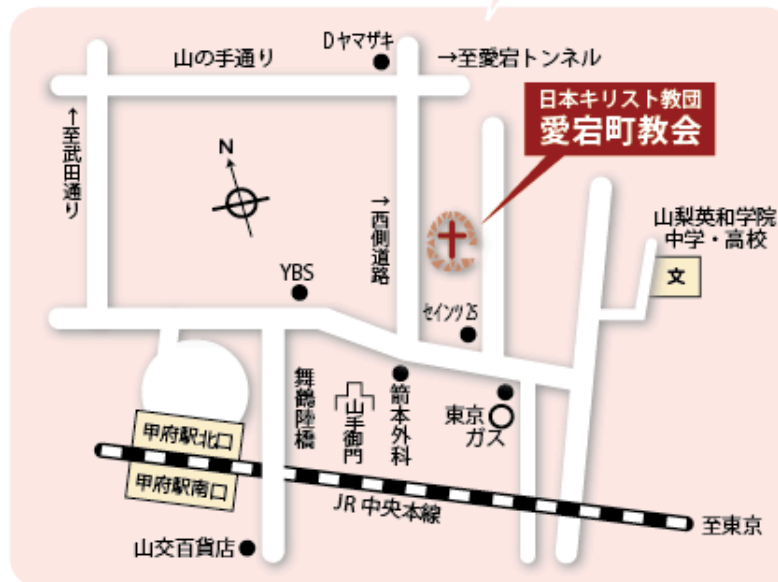 Dヤマザキ
山の手通り
→至愛宕トンネル
日本キリスト教団
愛宕町教会
←至武田通り
N
→西側道路
山梨英和学院
中学・高校
文
YBS
セインツ25
舞鶴陸橋
山手御門
箭本外科
東京
ガス
甲府駅北口
甲府駅南口
JR中央本線
至東京
山交百貨店